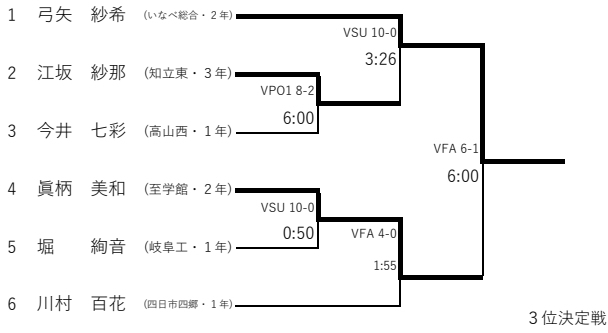 1 弓矢 紗希 (いなべ総合・２年)
VSU 10-0
3:26
2 江坂 紗那 (知立東・３年)
VPO1 8-2
6:00
3 今井 七彩 (高山西・１年)
VFA 6-1
6:00
4 眞柄 美和 (至学館・２年)
VSU 10-0
0:50
VFA 4-0
5 堀 絢音 (岐阜工・１年)
1:55
6 川村 百花 (四日市四郷・１年)
３位決定戦